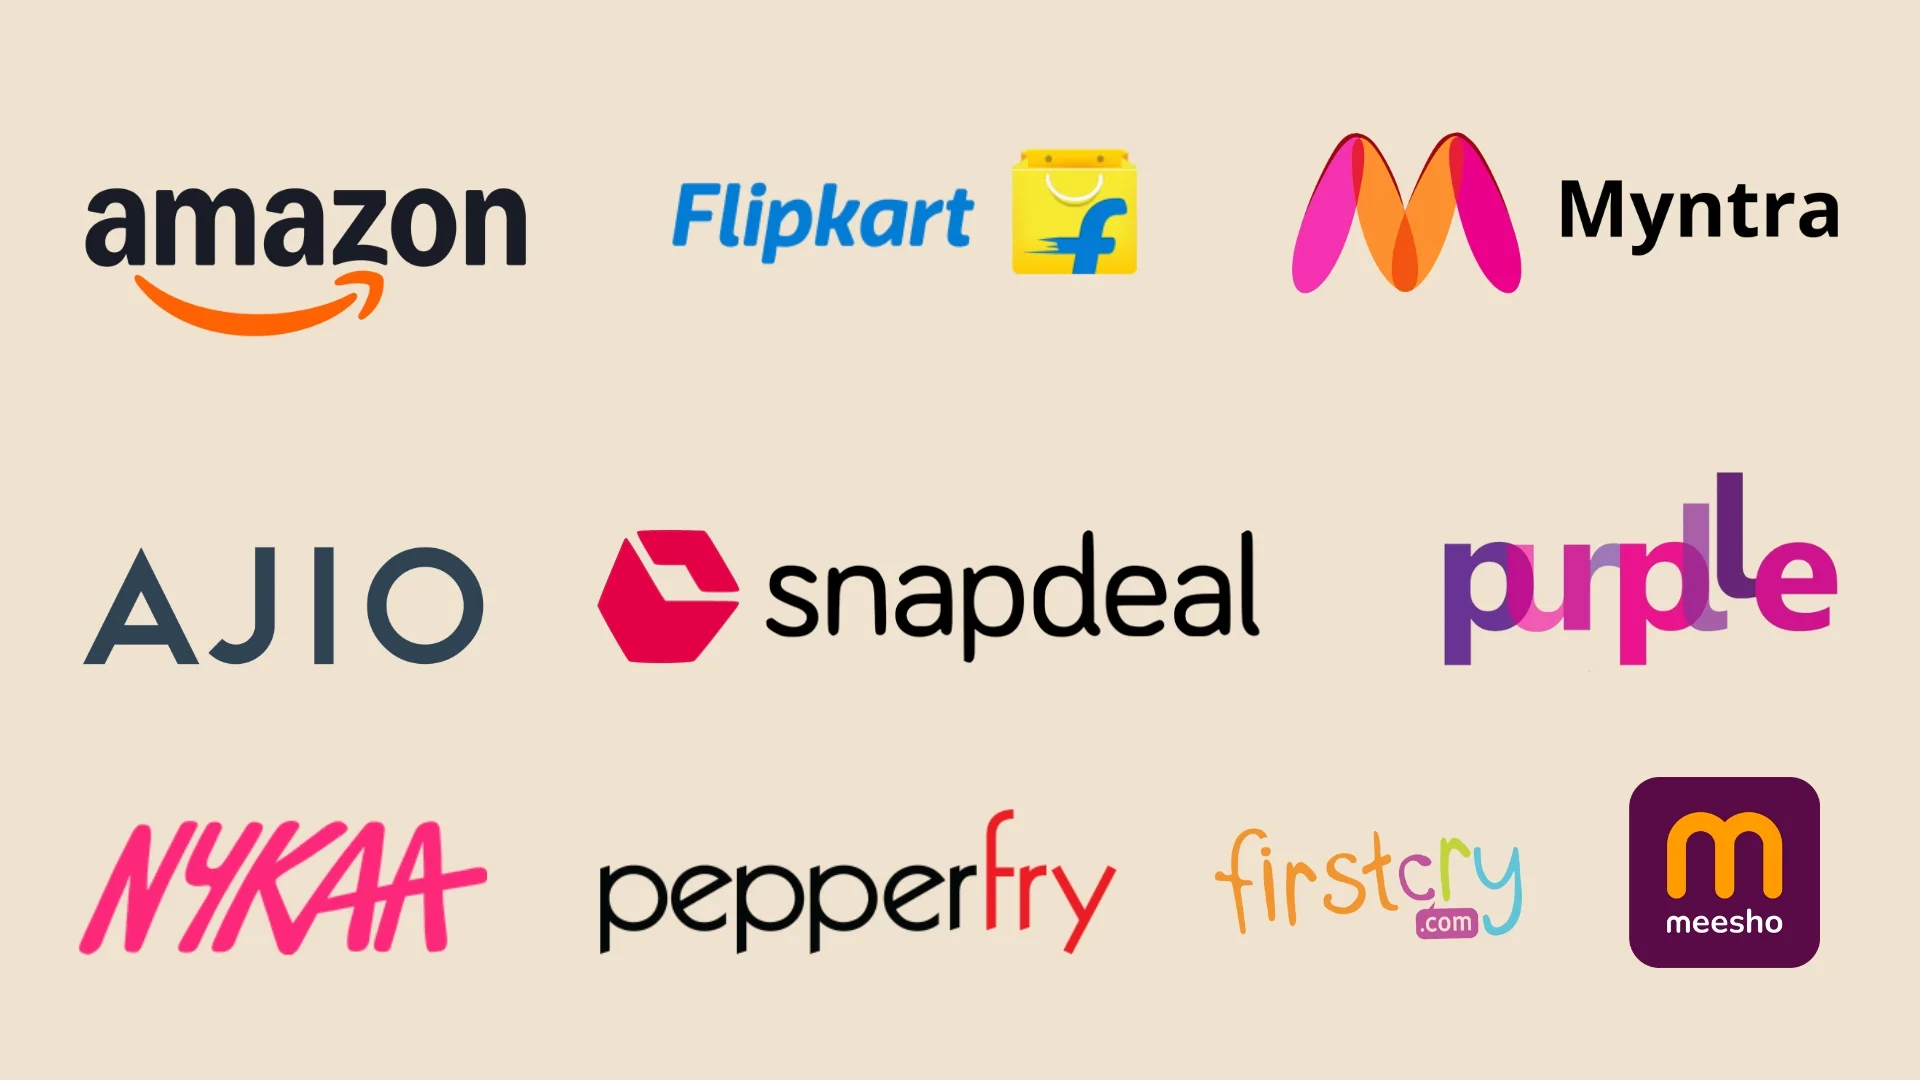 amazon
Flipkart f
Myntra
AJIO
snapdeal
purplle
NYKAA
pepperfry
firstcry
.com
m
meesho